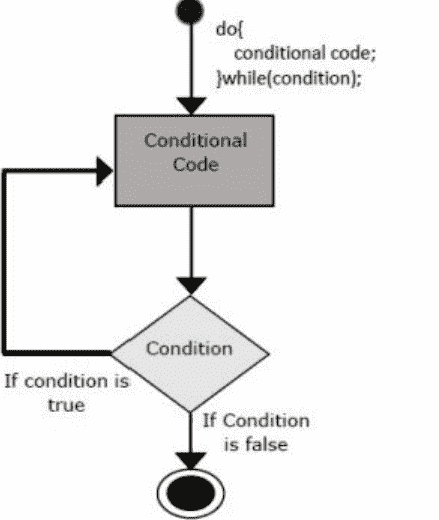 do{
conditional code;
}while(condition);
Conditional
Code
Condition
If condition is
true
If Condition
is false